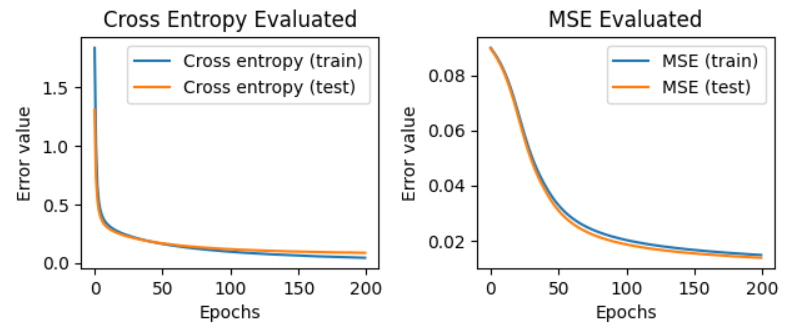 Cross Entropy Evaluated
Cross entropy (train)
Cross entropy (test)
Error value
1.5
1.0
0.5
0.0
0 50 100 150 200
Epochs
MSE Evaluated
MSE (train)
MSE (test)
Error value
0.08
0.06
0.04
0.02
0 50 100 150 200
Epochs